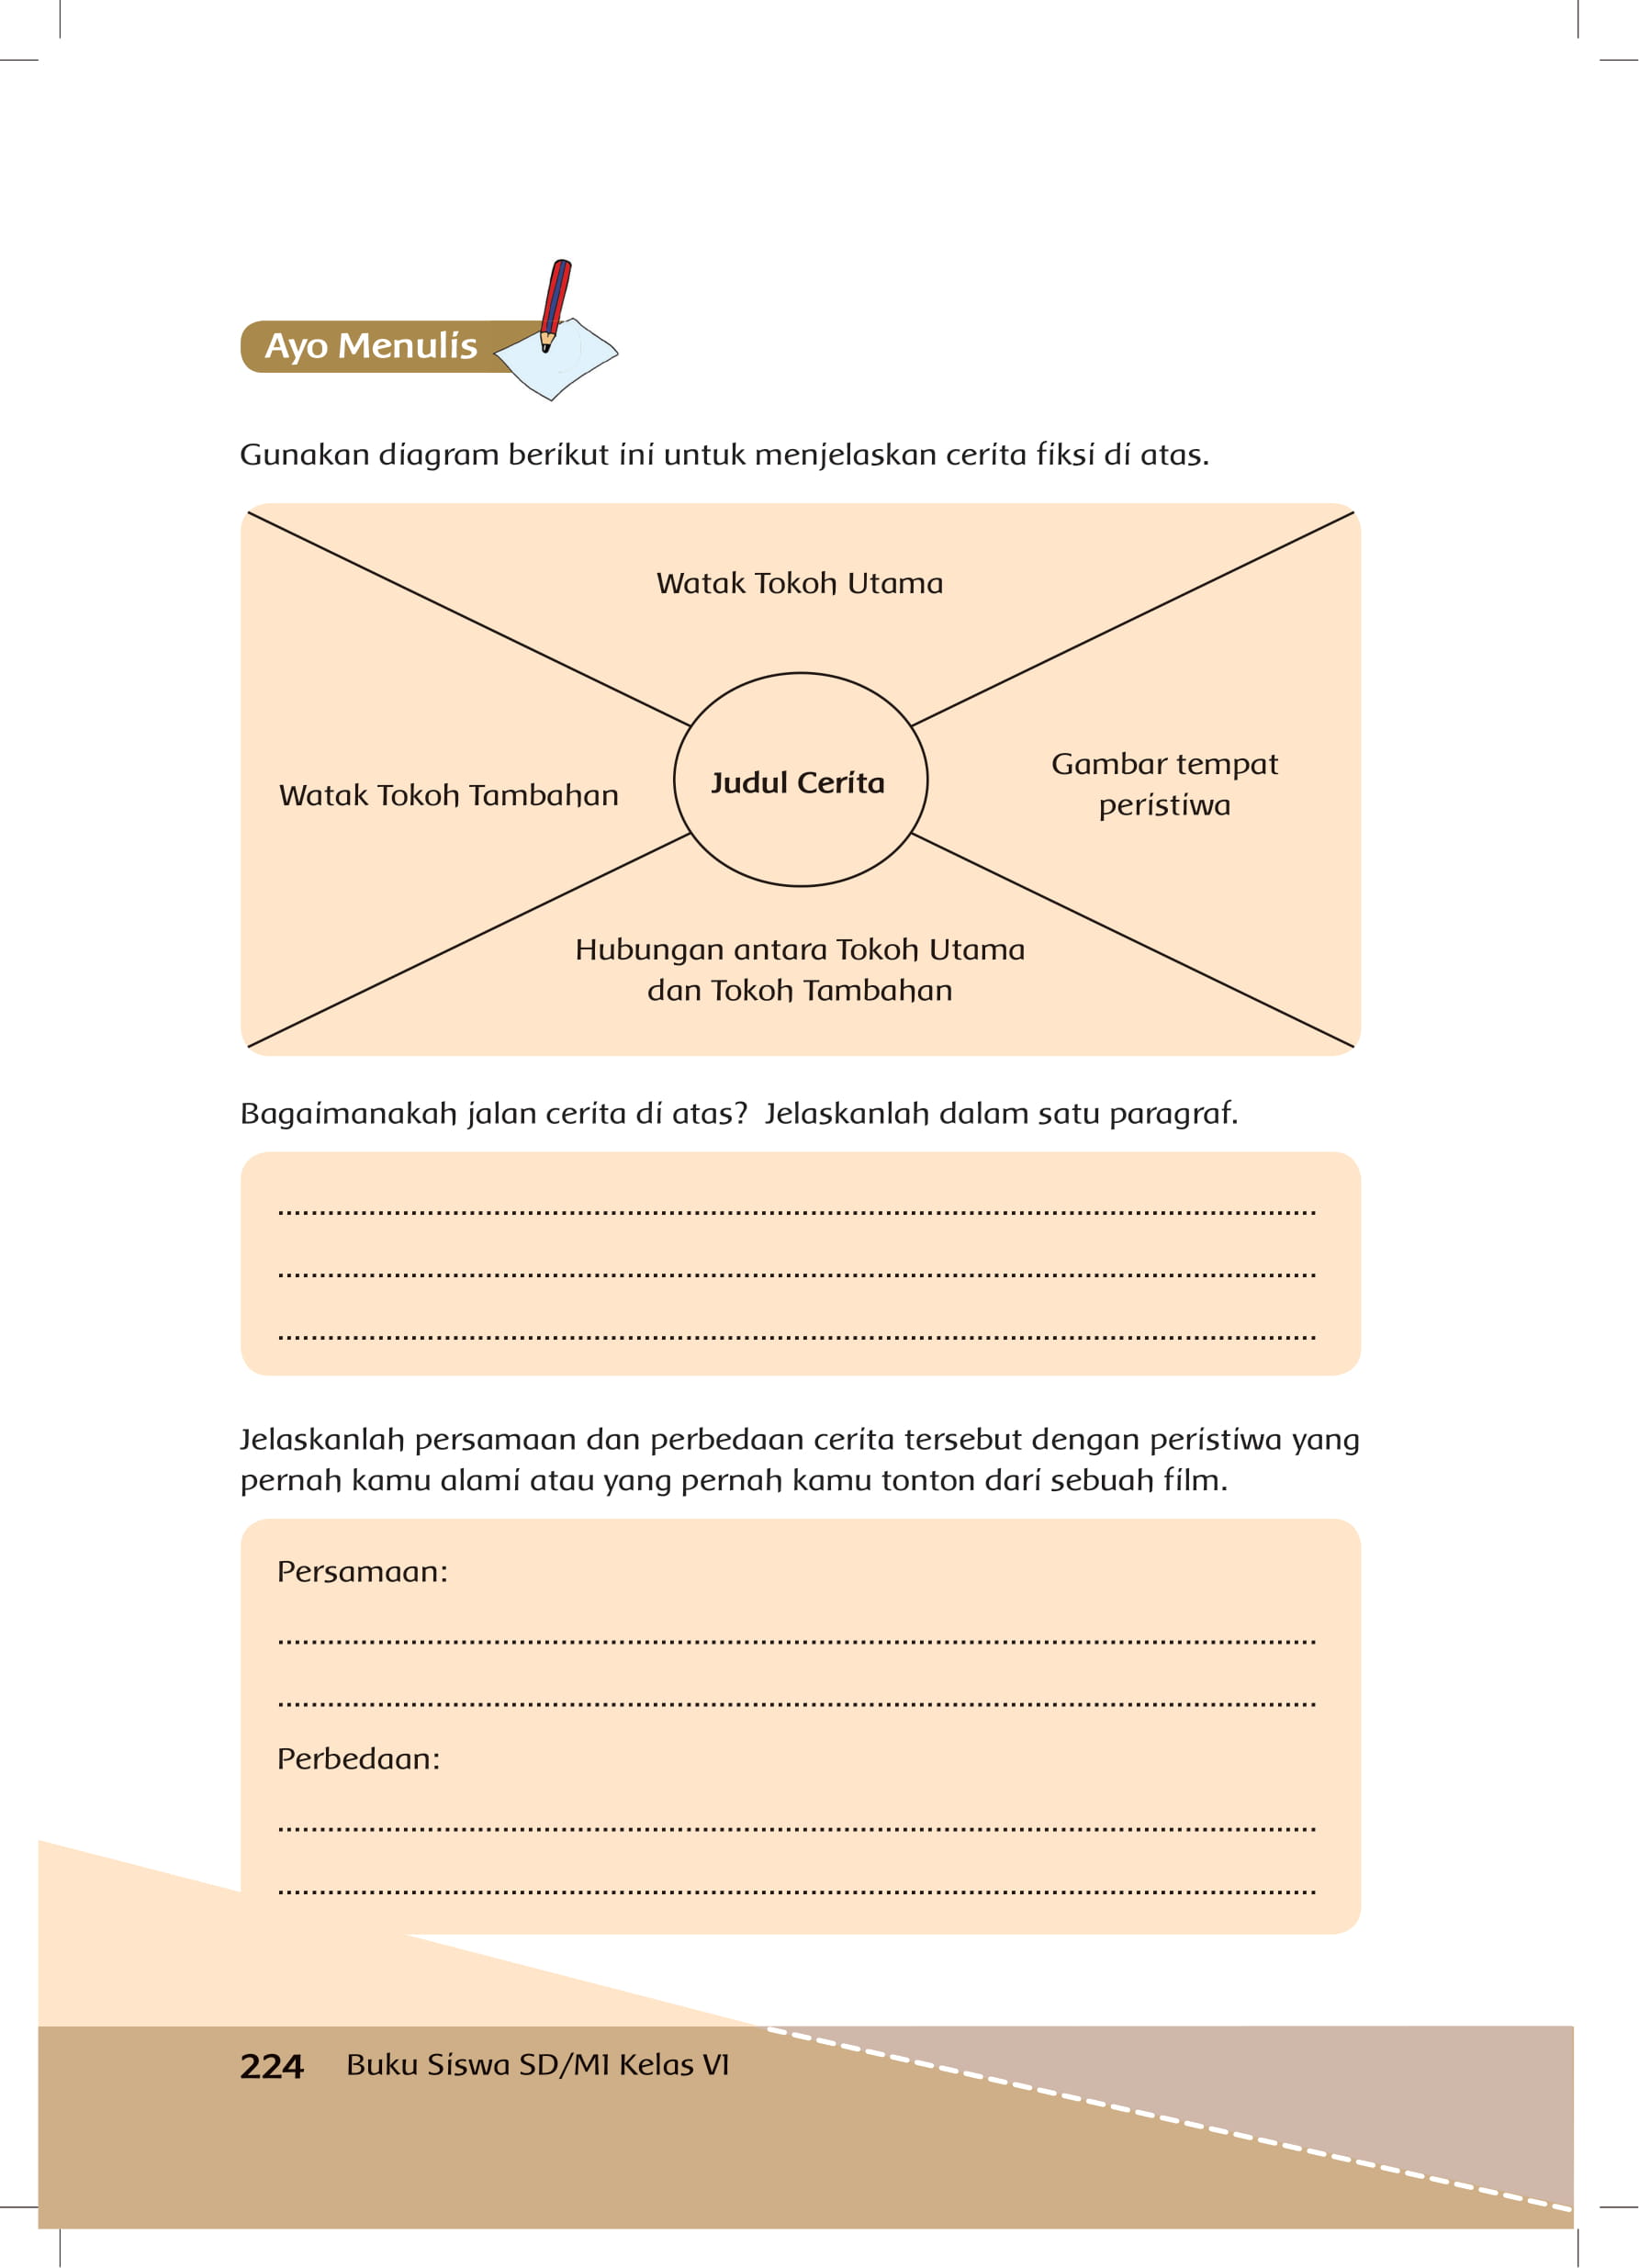 Ayo Menulis
Gunakan diagram berikut ini untuk menjelaskan cerita fiksi di atas.
Watak Tokoh Utama
Watak Tokoh Tambahan
Judul Cerita
Gambar tempat
peristiwa
Hubungan antara Tokoh Utama
dan Tokoh Tambahan
Bagaimanakah jalan cerita di atas? Jelaskanlah dalam satu paragraf.
Jelaskanlah persamaan dan perbedaan cerita tersebut dengan peristiwa yang
pernah kamu alami atau yang pernah kamu tonton dari sebuah film.
Persamaan:
Perbedaan:
224 Buku Siswa SD/MI Kelas VI